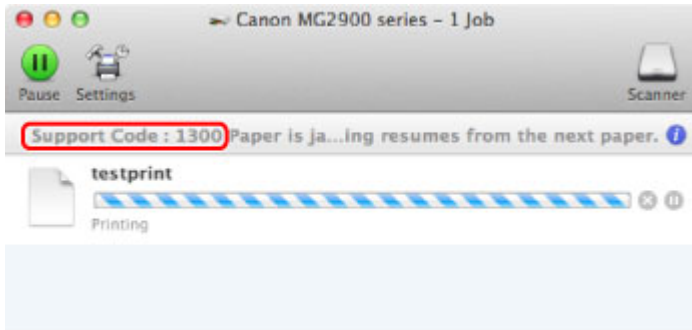 Canon MG2900 series – 1 Job
Pause Settings Scanner
Support Code : 1300 Paper is ja...ing resumes from the next paper.
testprint
Printing